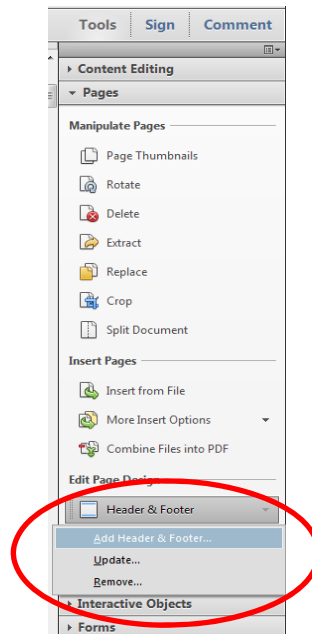 Tools Sign Comment
Content Editing
Pages
Manipulate Pages
Page Thumbnails
Rotate
Delete
Extract
Replace
Crop
Split Document
Insert Pages
Insert from File
More Insert Options
Combine Files into PDF
Edit Page Design
Header & Footer
Add Header & Footer...
Update...
Remove...
Interactive Objects
Forms